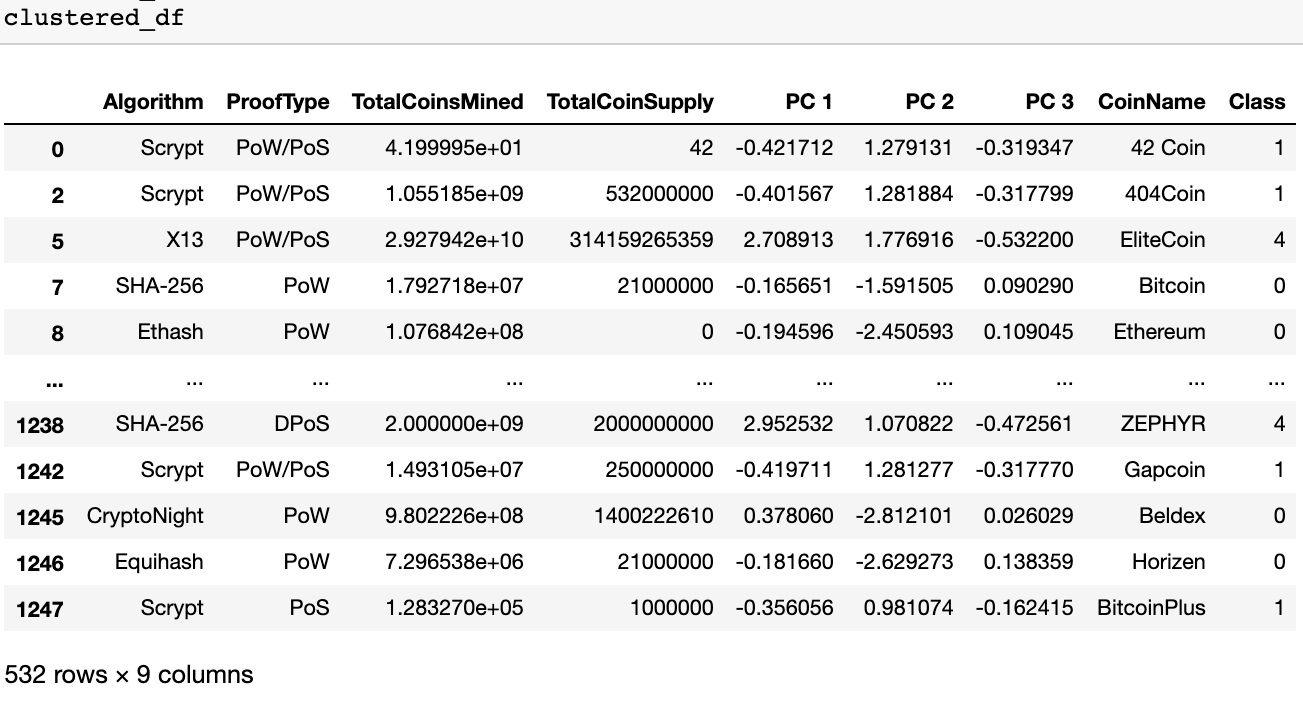 clustered_df
Algorithm ProofType TotalCoinsMined TotalCoinSupply PC 1 PC 2 PC 3 CoinName Class
0 Scrypt PoW/PoS 4.199995e+01 42 -0.421712 1.279131 -0.319347 42 Coin 1
2 Scrypt PoW/PoS 1.055185e+09 532000000 -0.401567 1.281884 -0.317799 404Coin 1
5 X13 PoW/PoS 2.927942e+10 314159265359 2.708913 1.776916 -0.532200 EliteCoin 4
7 SHA-256 PoW 1.792718e+07 21000000 -0.165651 -1.591505 0.090290 Bitcoin 0
8 Ethash PoW 1.076842e+08 0 -0.194596 -2.450593 0.109045 Ethereum 0
... ... ... ... ... ... ... ... ... ...
1238 SHA-256 DPoS 2.000000e+09 2000000000 2.952532 1.070822 -0.472561 ZEPHYR 4
1242 Scrypt PoW/PoS 1.493105e+07 250000000 -0.419711 1.281277 -0.317770 Gapcoin 1
1245 CryptoNight PoW 9.802226e+08 1400222610 0.378060 -2.812101 0.026029 Beldex 0
1246 Equihash PoW 7.296538e+06 21000000 -0.181660 -2.629273 0.138359 Horizen 0
1247 Scrypt PoS 1.283270e+05 1000000 -0.356056 0.981074 -0.162415 BitcoinPlus 1
532 rows × 9 columns